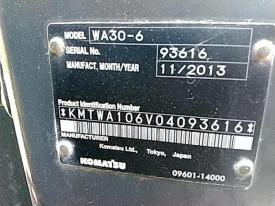 MODEL WA30-6
SERIAL No. 93616
MANUFACT, MONTH/YEAR 11/2013
Product Identification Number
*KMTWA106V04093616*
MANUFACTURER
Komatsu Ltd. Tokyo, Japan
KOMATSU
09601-14000